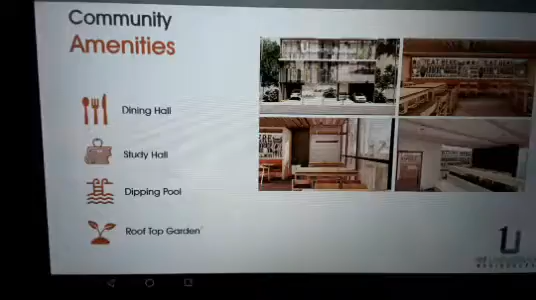 Community
Amenities
Dining Hall
Study Hall
Dipping Pool
Roof Top Garden